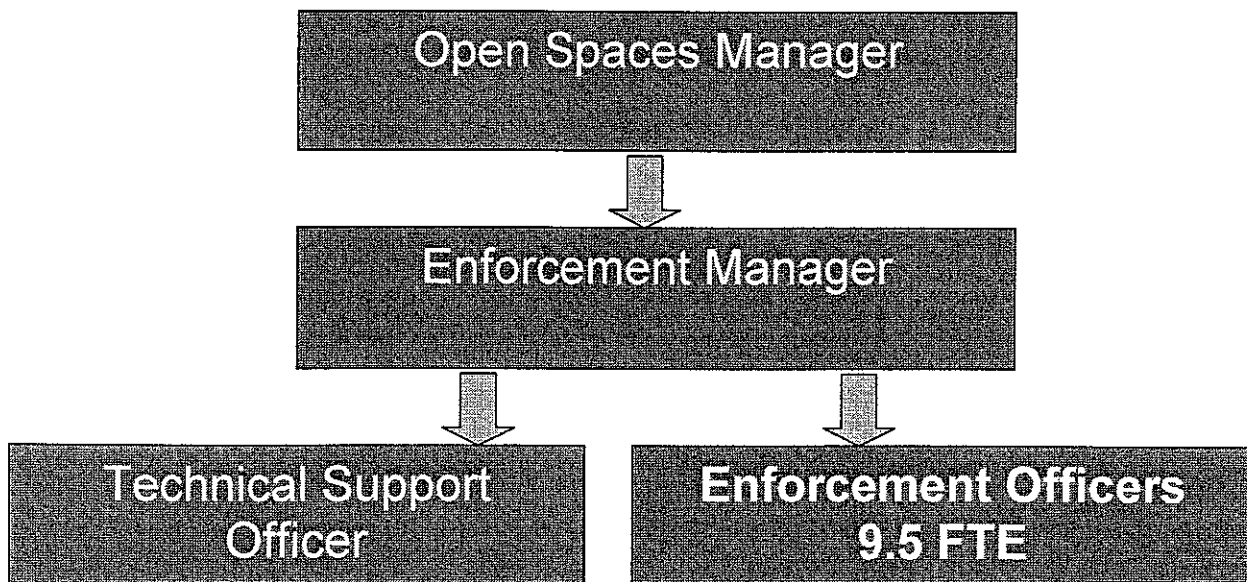 Open Spaces Manager
Enforcement Manager
Technical Support
Officer
Enforcement Officers
9.5 FTE